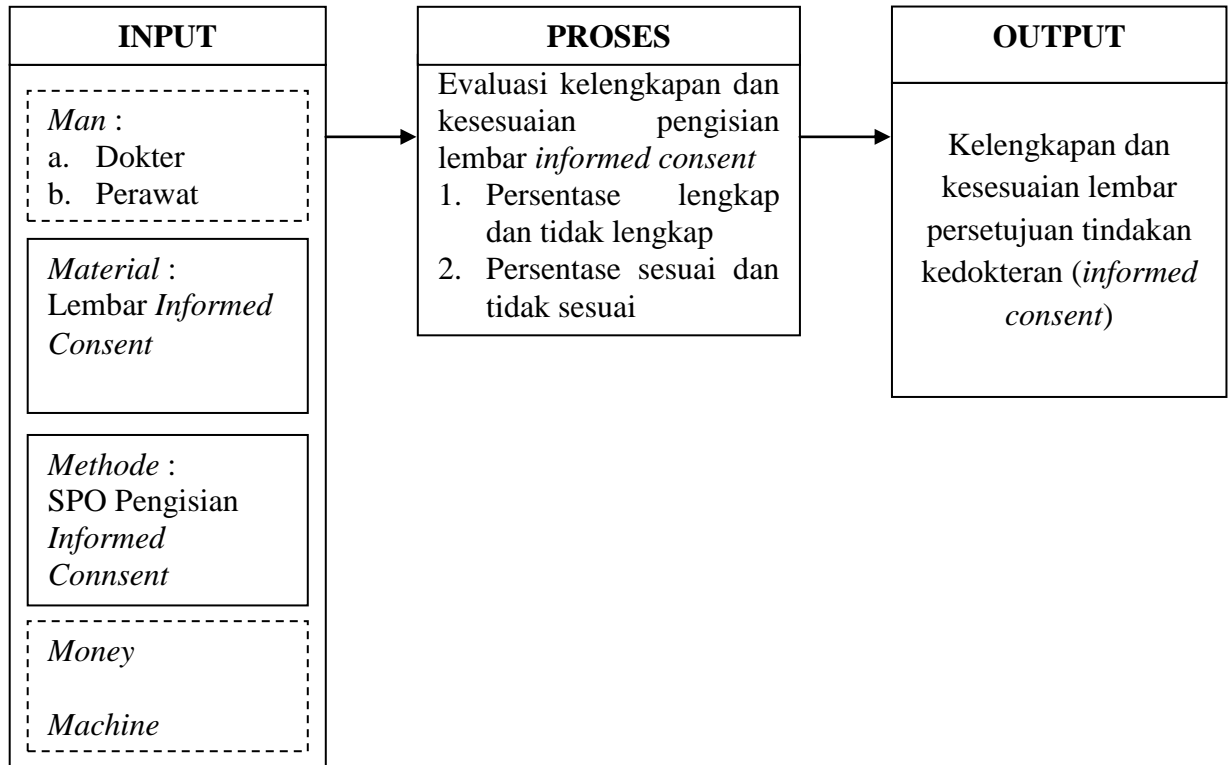 INPUT
Man :
a. Dokter
b. Perawat
Material :
Lembar Informed
Consent
Methode :
SPO Pengisian
Informed
Connsent
Money
Machine
PROSES
Evaluasi kelengkapan dan
kesesuaian pengisian
lembar informed consent
1. Persentase lengkap
dan tidak lengkap
2. Persentase sesuai dan
tidak sesuai
OUTPUT
Kelengkapan dan
kesesuaian lembar
persetujuan tindakan
kedokteran (informed
consent)